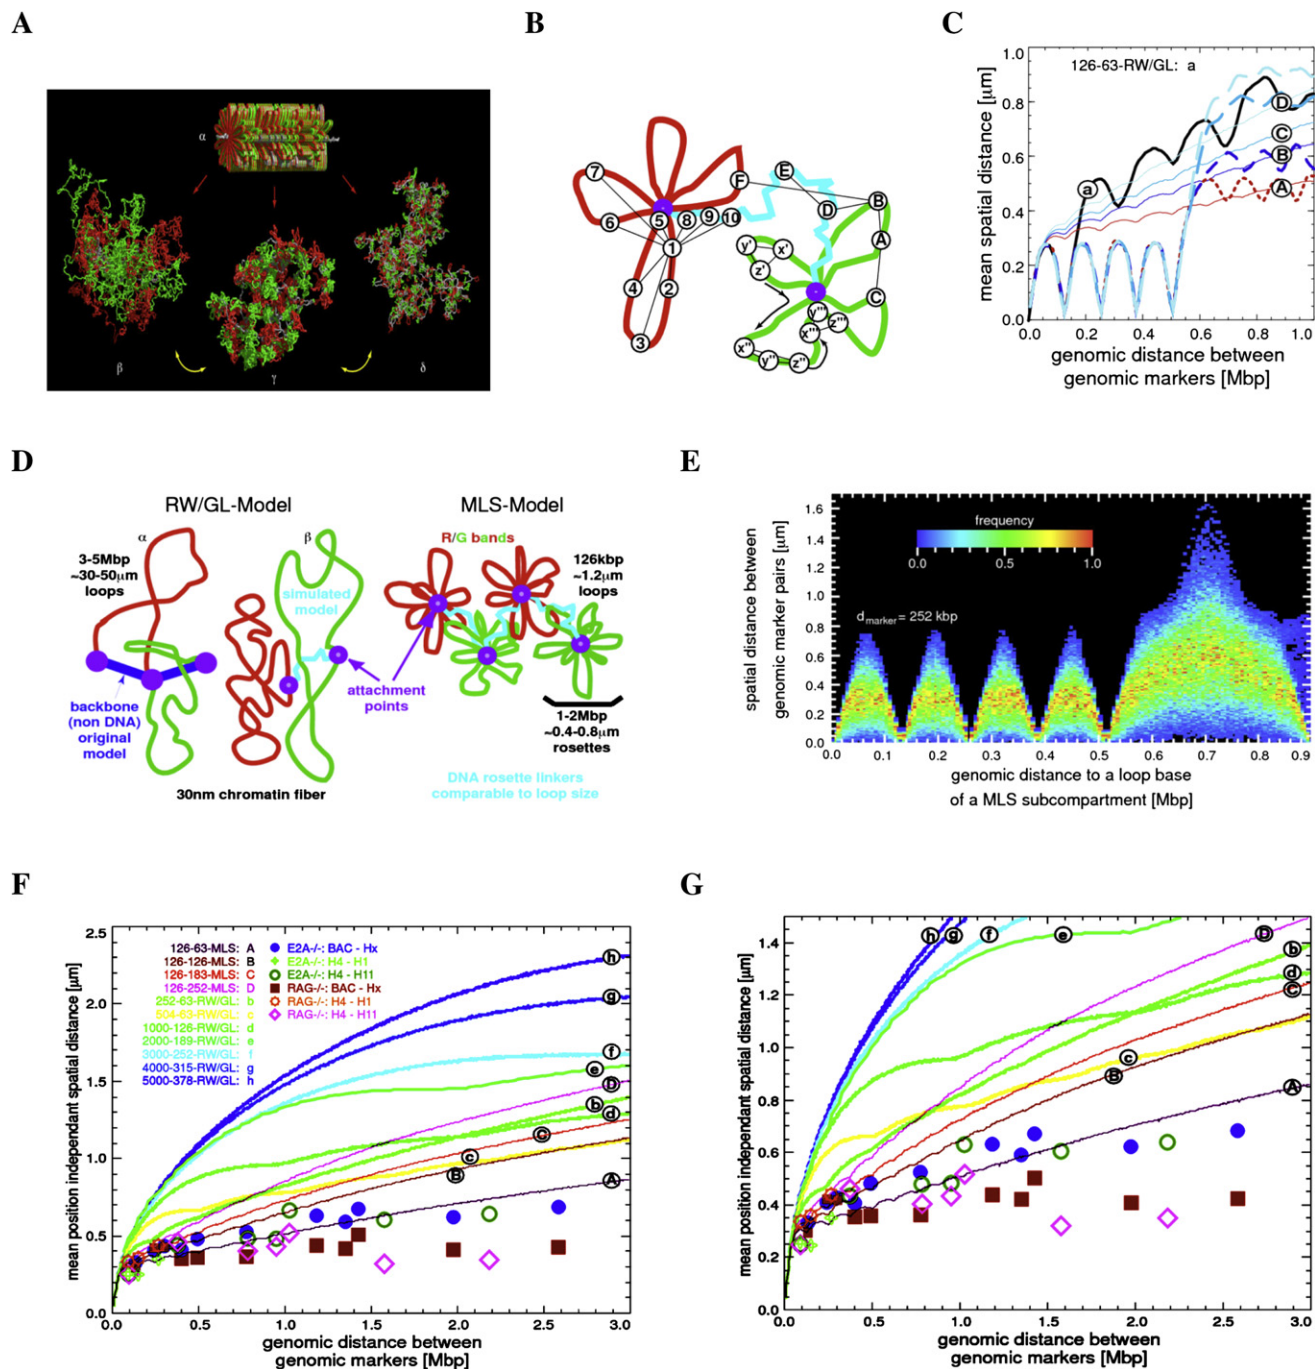 A
α
β
γ
δ
B
7
6
5
8
9
10
1
4
2
3
F
E
D
B
A
C
y'
x'
z'
y'''
x'''
z'''
x''
y''
z''
C
126-63-RW/GL: a
mean spatial distance [μm]
1.0
0.8
0.6
0.4
0.2
0.0
a
D
C
B
A
0.0 0.2 0.4 0.6 0.8 1.0
genomic distance between
genomic markers [Mbp]
D
RW/GL-Model
MLS-Model
α
β
3-5Mbp
~30-50μm
loops
simulated
model
R/G bands
126kbp
~1.2μm
loops
backbone
(non DNA)
original
model
attachment
points
1-2Mbp
~0.4-0.8μm
rosettes
30nm chromatin fiber
DNA rosette linkers
comparable to loop size
E
spatial distance between
genomic marker pairs [μm]
1.6
1.4
1.2
1.0
0.8
0.6
0.4
0.2
0.0
frequency
0.0 0.5 1.0
dmarker= 252 kbp
0.0 0.1 0.2 0.3 0.4 0.5 0.6 0.7 0.8 0.9
genomic distance to a loop base
of a MLS subcompartment [Mbp]
F
mean position independant spatial distance [μm]
2.5
2.0
1.5
1.0
0.5
0.0
126-63-MLS: A
126-126-MLS: B
126-183-MLS: C
126-252-MLS: D
252-63-RW/GL: b
504-63-RW/GL: c
1000-126-RW/GL: d
2000-189-RW/GL: e
3000-252-RW/GL: f
4000-315-RW/GL: g
5000-378-RW/GL: h
E2A-/-: BAC - Hx
E2A-/-: H4 - H1
E2A-/-: H4 - H11
RAG-/-: BAC - Hx
RAG-/-: H4 - H1
RAG-/-: H4 - H11
h
g
f
e
D
b
d
C
c
B
A
0.0 0.5 1.0 1.5 2.0 2.5 3.0
genomic distance between
genomic markers [Mbp]
G
mean position independant spatial distance [μm]
1.4
1.2
1.0
0.8
0.6
0.4
0.2
0.0
h
g
f
e
D
b
d
C
c
B
A
0.0 0.5 1.0 1.5 2.0 2.5 3.0
genomic distance between
genomic markers [Mbp]